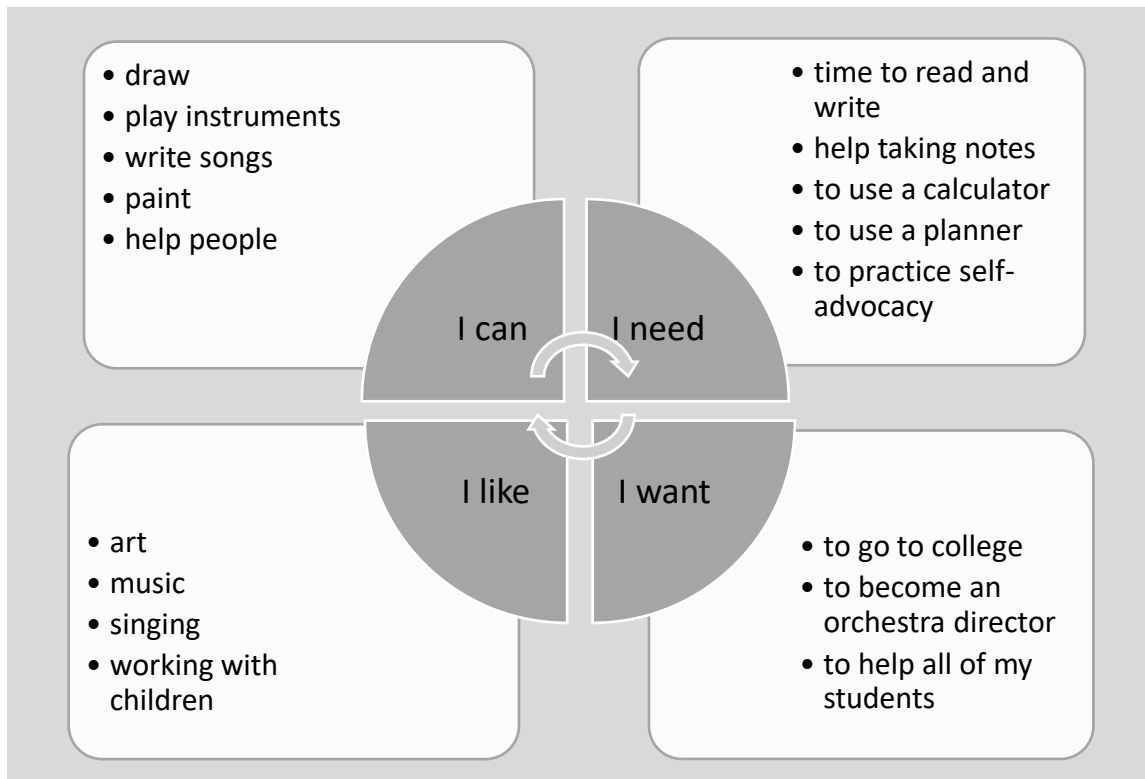 • draw
• play instruments
• write songs
• paint
• help people
• time to read and
write
• help taking notes
• to use a calculator
• to use a planner
• to practice self-
advocacy
I can
I need
I like
I want
• art
• music
• singing
• working with
children
• to go to college
• to become an
orchestra director
• to help all of my
students